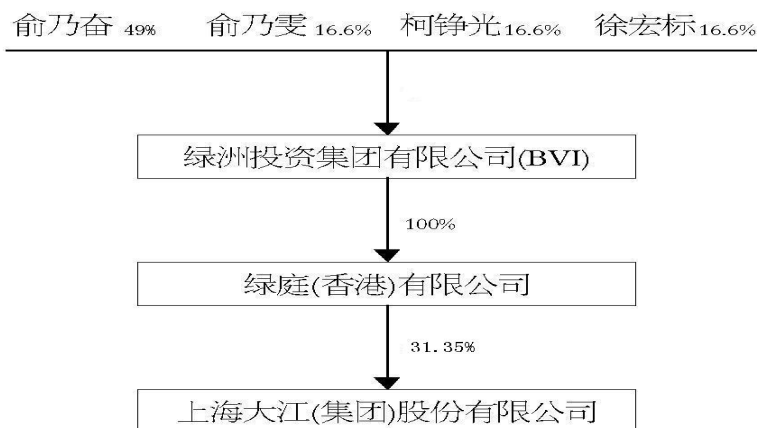 俞乃奋 49% 俞乃雯 16.6% 柯铮光 16.6% 徐宏标 16.6%
绿洲投资集团有限公司(BVI)
100%
绿庭(香港)有限公司
31.35%
上海大江(集团)股份有限公司